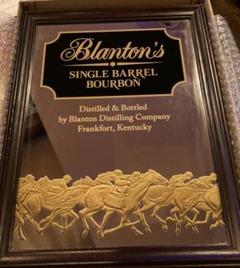 Blanton's
SINGLE BARREL
BOURBON
Distilled & Bottled
by Blanton Distilling Company
Frankfort, Kentucky